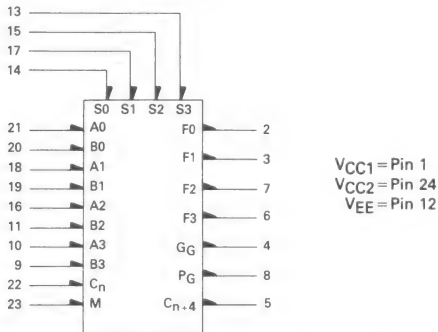 13
15
17
14
S0 S1 S2 S3
21 A0 F0 2
20 B0
18 A1 F1 3
19 B1
16 A2 F2 7
11 B2
10 A3 F3 6
9 B3 GG 4
22 Cn PG 8
23 M Cn+4 5
VCC1=Pin 1
VCC2=Pin 24
VEE=Pin 12